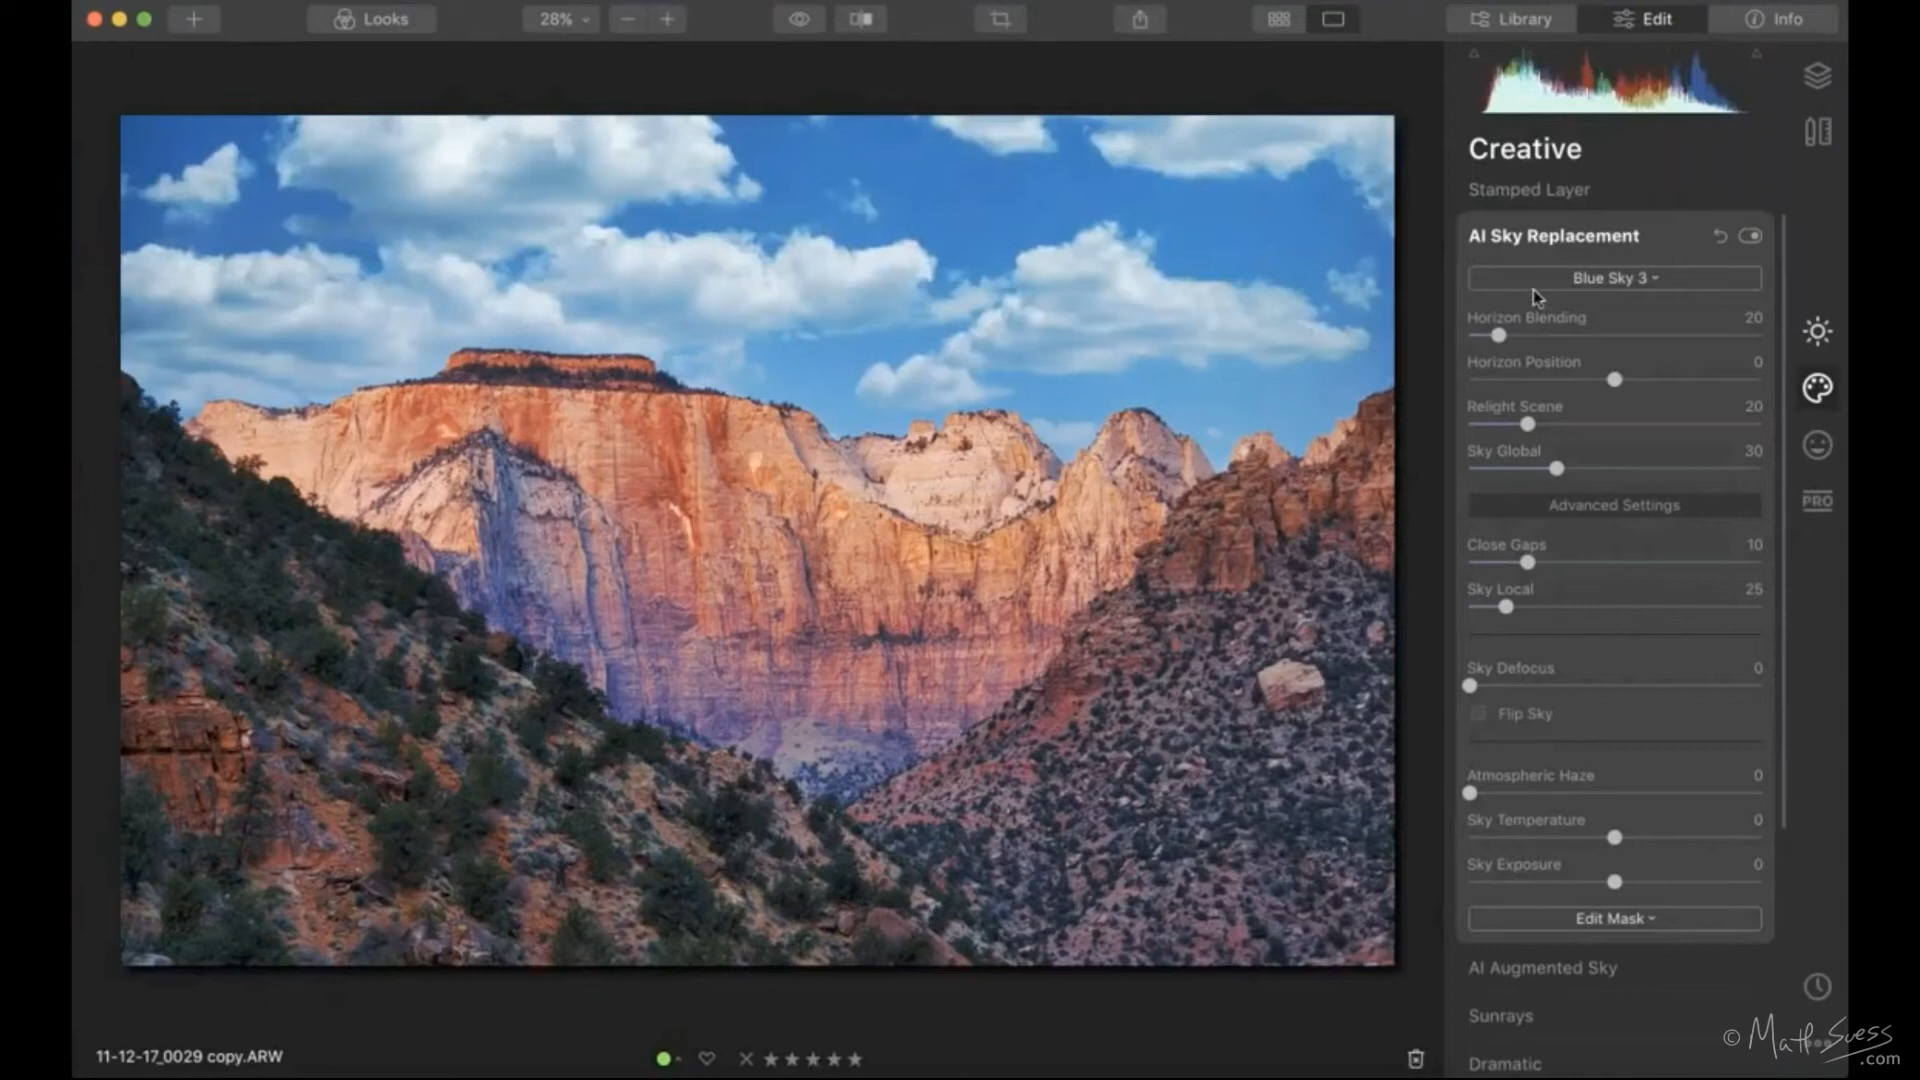 Looks
28%
Library
Edit
Info
Creative
Stamped Layer
AI Sky Replacement
Blue Sky 3
Horizon Blending 20
Horizon Position 0
Relight Scene 20
Sky Global 30
Advanced Settings
Close Gaps 10
Sky Local 25
Sky Defocus 0
Flip Sky
Atmospheric Haze 0
Sky Temperature 0
Sky Exposure 0
Edit Mask
AI Augmented Sky
Sunrays
Dramatic
PRO
11-12-17_0029 copy.ARW
© Matt Suess
.com